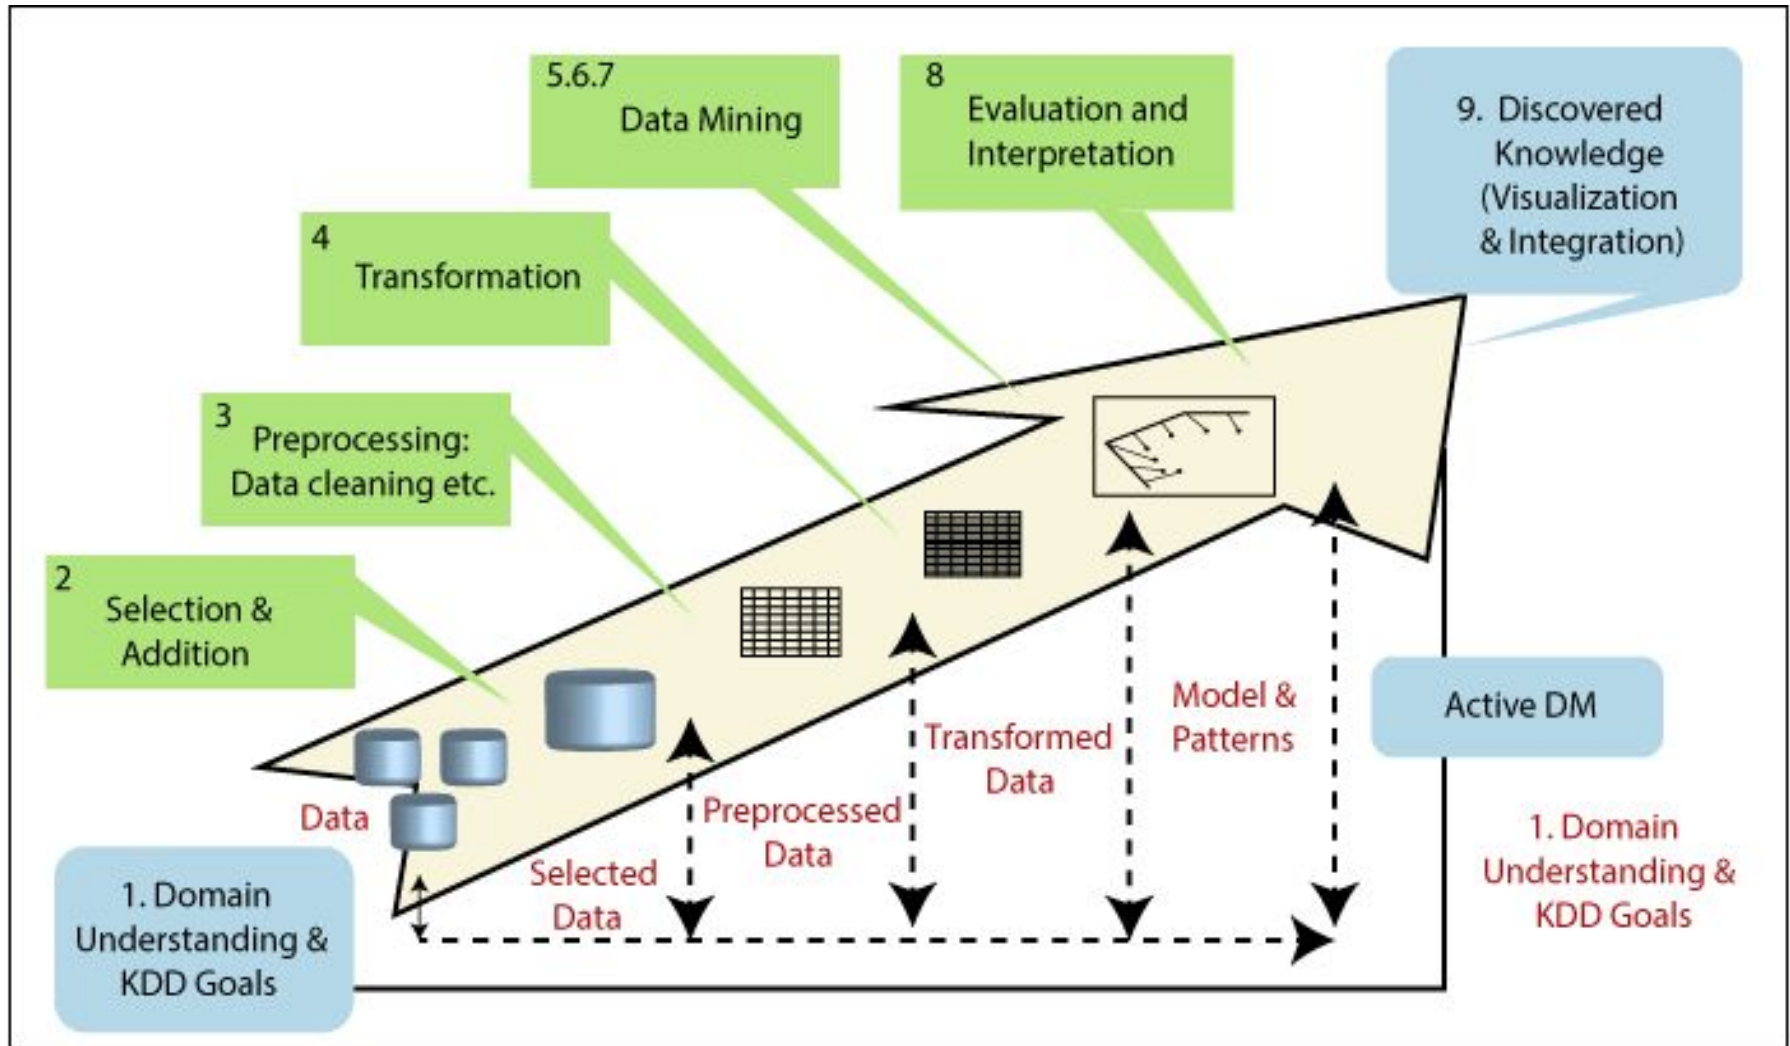 5.6.7
Data Mining
8
Evaluation and
Interpretation
9. Discovered
Knowledge
(Visualization
& Integration)
4
Transformation
3
Preprocessing:
Data cleaning etc.
2
Selection &
Addition
Data
Selected
Data
Preprocessed
Data
Transformed
Data
Model &
Patterns
Active DM
1. Domain
Understanding &
KDD Goals
1. Domain
Understanding &
KDD Goals